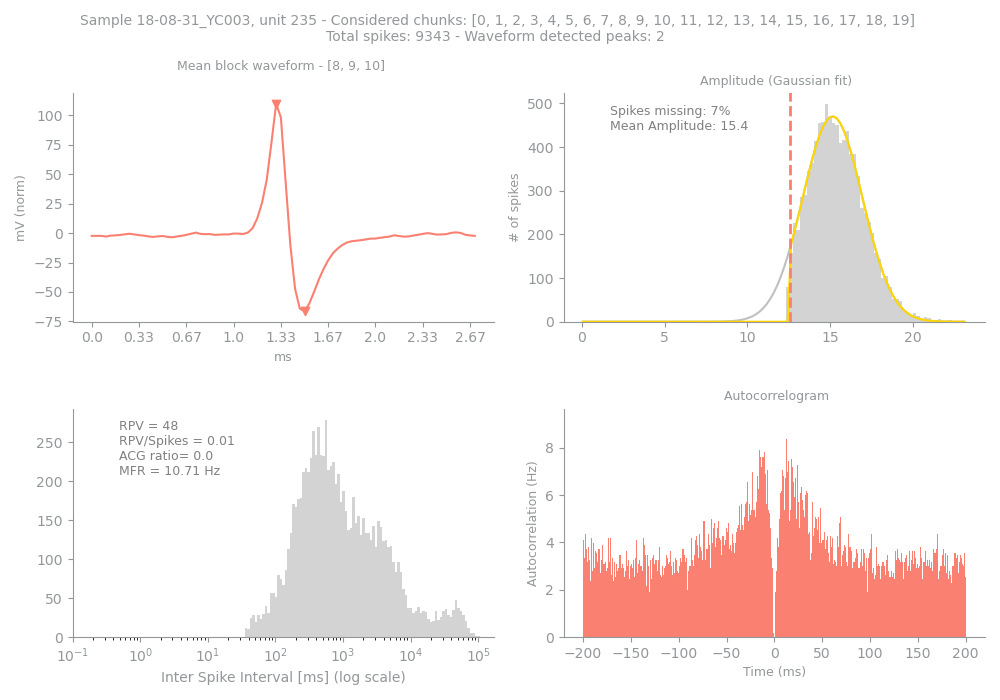 Sample 18-08-31_YC003, unit 235 - Considered chunks: [0, 1, 2, 3, 4, 5, 6, 7, 8, 9, 10, 11, 12, 13, 14, 15, 16, 17, 18, 19]
Total spikes: 9343 - Waveform detected peaks: 2
Mean block waveform - [8, 9, 10]
mV (norm)
100
75
50
25
0
−25
−50
−75
0.0 0.33 0.67 1.0 1.33 1.67 2.0 2.33 2.67
ms
Amplitude (Gaussian fit)
Spikes missing: 7%
Mean Amplitude: 15.4
# of spikes
500
400
300
200
100
0
0 5 10 15 20
RPV = 48
RPV/Spikes = 0.01
ACG ratio= 0.0
MFR = 10.71 Hz
250
200
150
100
50
0
10⁻¹ 10⁰ 10¹ 10² 10³ 10⁴ 10⁵
Inter Spike Interval [ms] (log scale)
Autocorrelogram
Autocorrelation (Hz)
8
6
4
2
0
−200 −150 −100 −50 0 50 100 150 200
Time (ms)